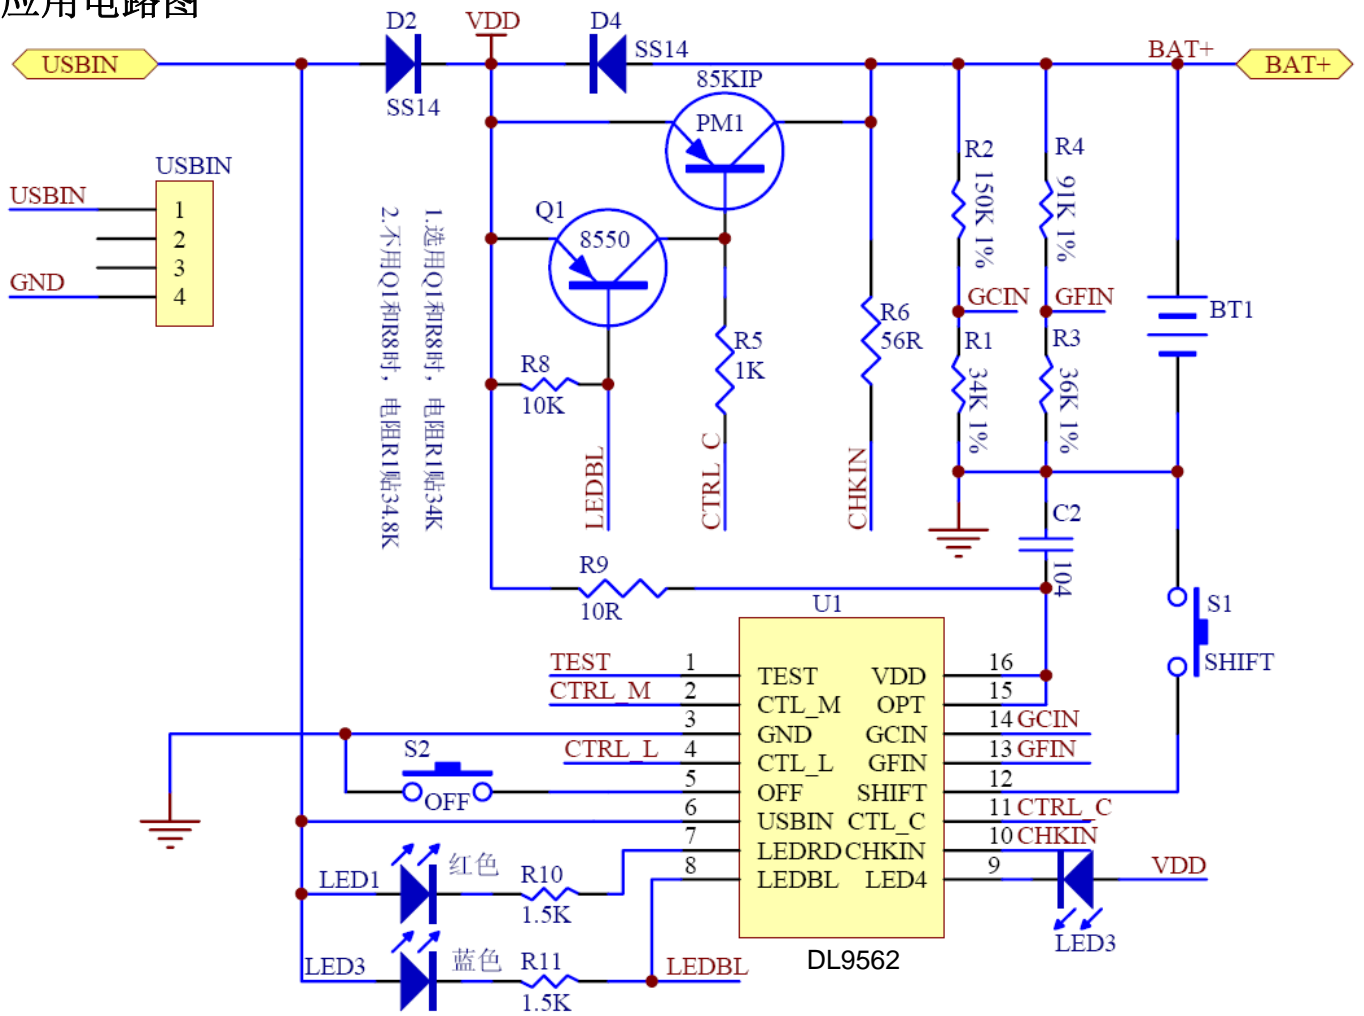 应用电路图
D2
VDD
D4
USBIN
SS14
SS14
BAT+
BAT+
85KIP
PM1
USBIN
USBIN
1
2
3
GND
4
1.选用Q1和R8时，电阻R1贴34K
2.不用Q1和R8时，电阻R1贴34.8K
Q1
8550
R2
150K 1%
R4
91K 1%
GCIN
GFIN
BT1
R6
56R
R5
1K
R1
34K 1%
R3
36K 1%
R8
10K
LEDBL
CTRL_C
CHKIN
C2
104
R9
10R
U1
S1
SHIFT
TEST
1
TEST
VDD
16
CTRL_M
2
CTL_M
OPT
15
3
GND
GCIN
14
GCIN
CTRL_L
4
CTL_L
GFIN
13
GFIN
S2
OFF
5
OFF
SHIFT
12
6
USBIN
CTL_C
11
CTRL_C
7
LEDRD
CHKIN
10
CHKIN
8
LEDBL
LED4
9
VDD
LED3
LED1
红色
R10
1.5K
LED3
蓝色
R11
1.5K
LEDBL
DL9562